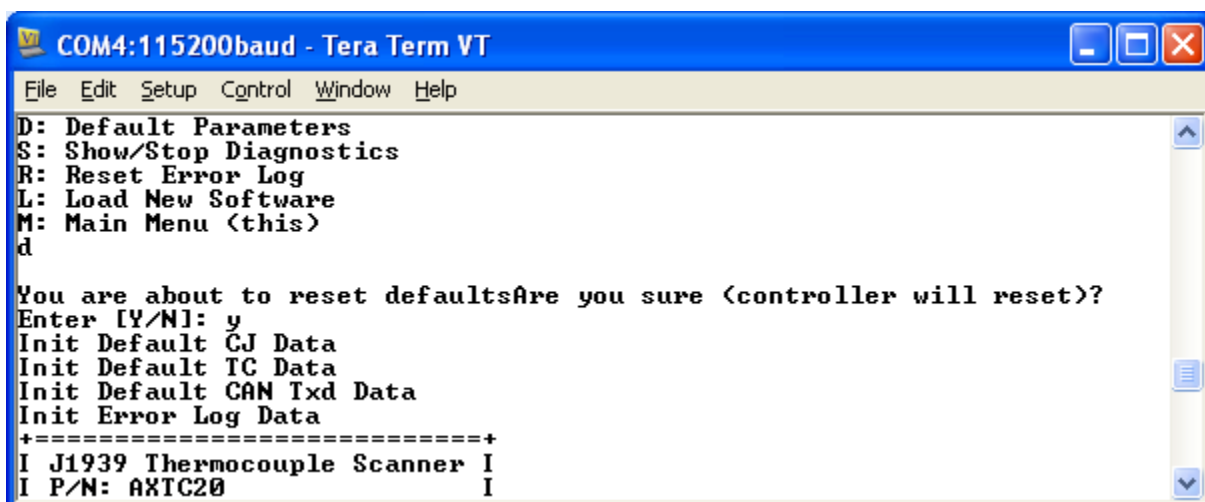 COM4:115200baud - Tera Term VT
File Edit Setup Control Window Help
D: Default Parameters
S: Show/Stop Diagnostics
R: Reset Error Log
L: Load New Software
M: Main Menu (this)
d
You are about to reset defaultsAre you sure (controller will reset)?
Enter [Y/N]: y
Init Default CJ Data
Init Default TC Data
Init Default CAN Txd Data
Init Error Log Data
+============================+
I J1939 Thermocouple Scanner I
I P/N: AXTC20 I